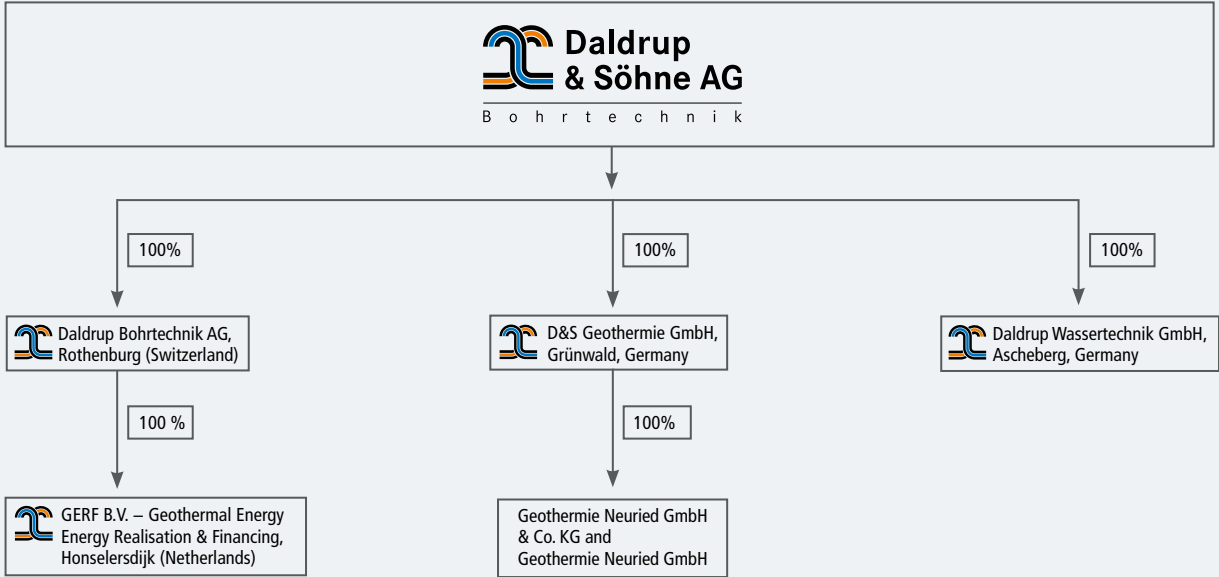 Daldrup
& Söhne AG
Bohrtechnik
100%
100%
100%
Daldrup Bohrtechnik AG,
Rothenburg (Switzerland)
D&S Geothermie GmbH,
Grünwald, Germany
Daldrup Wassertechnik GmbH,
Ascheberg, Germany
100 %
100%
GERF B.V. – Geothermal Energy
Energy Realisation & Financing,
Honselersdijk (Netherlands)
Geothermie Neuried GmbH
& Co. KG and
Geothermie Neuried GmbH